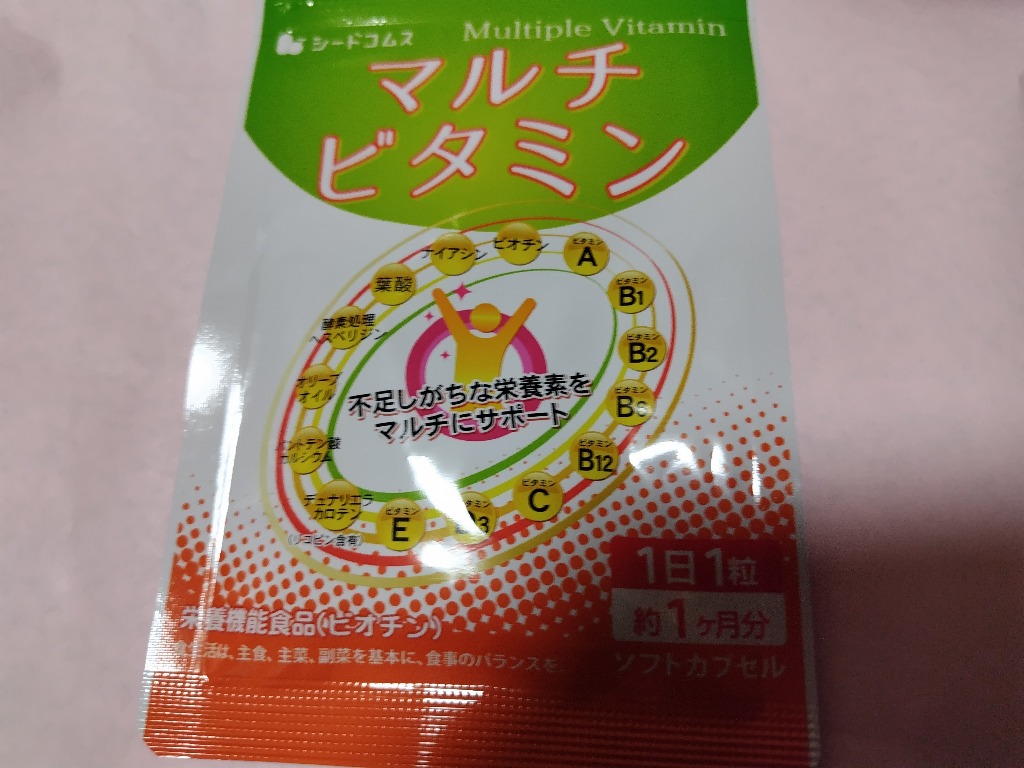 シードコムス
Multiple Vitamin
マルチ
ビタミン
ナイアシン
ビオチン
ビタミン
A
ビタミン
B1
ビタミン
B2
ビタミン
B6
ビタミン
B12
ビタミン
C
ビタミン
D3
ビタミン
E
デュナリエラ
カロテン
(リコピン含有)
パントテン酸
カルシウム
オリーブ
オイル
酵素処理
ヘスペリジン
葉酸
不足しがちな栄養素を
マルチにサポート
1日1粒
約1ヶ月分
ソフトカプセル
栄養機能食品(ビオチン)
食生活は、主食、主菜、副菜を基本に、食事のバランスを。